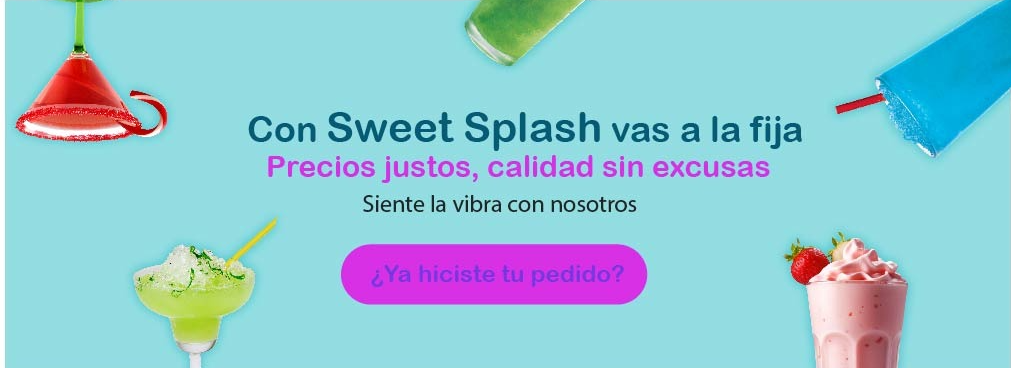 Con Sweet Splash vas a la fija
Precios justos, calidad sin excusas
Siente la vibra con nosotros
¿Ya hiciste tu pedido?